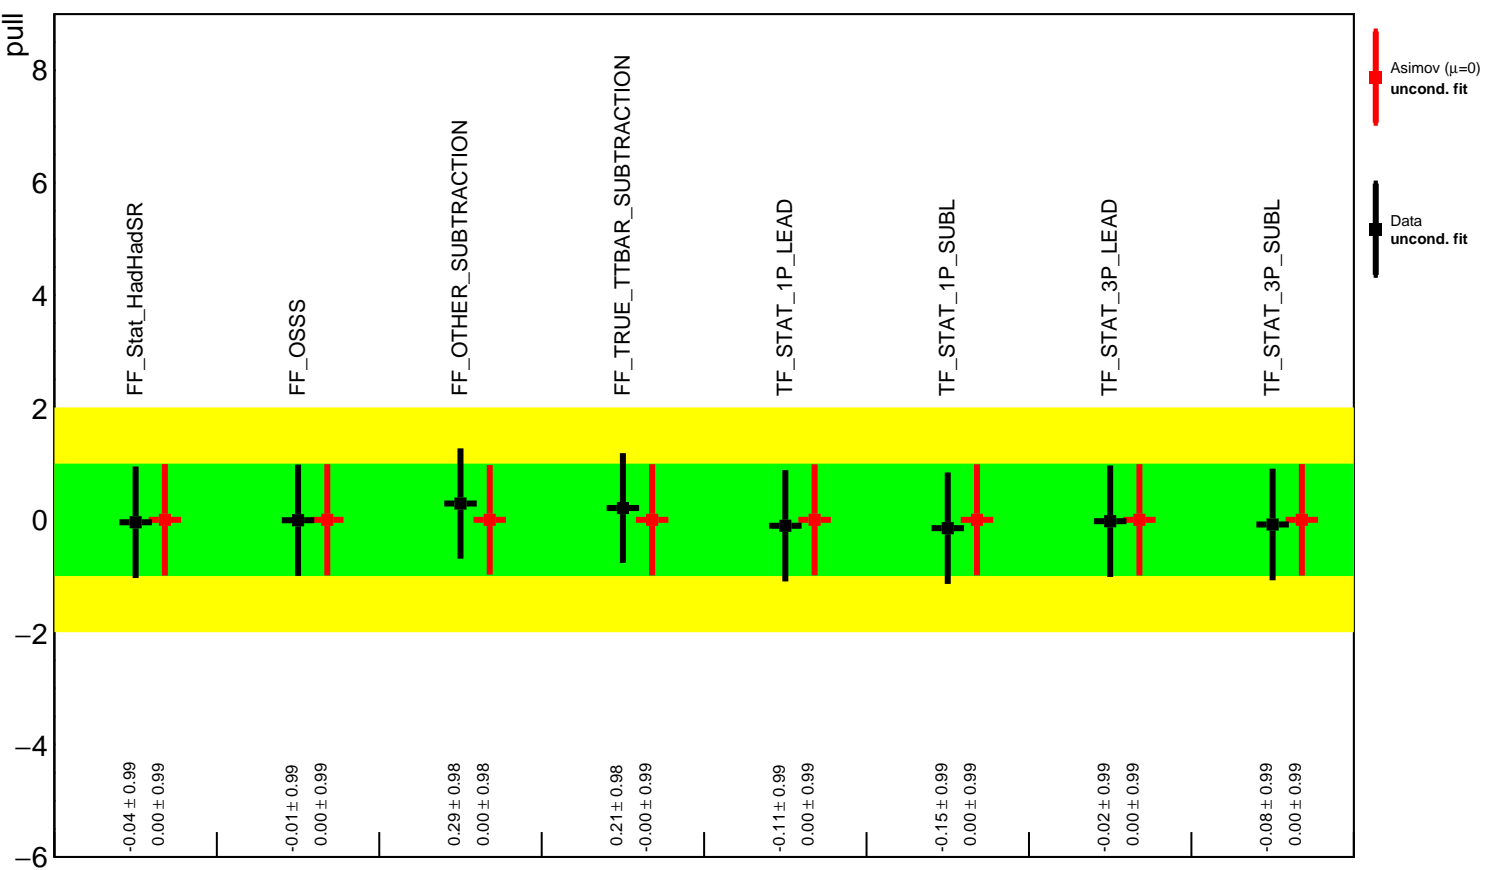 pull
8
6
4
2
0
−2
−4
−6
FF_Stat_HadHadSR
FF_OSSS
FF_OTHER_SUBTRACTION
FF_TRUE_TTBAR_SUBTRACTION
TF_STAT_1P_LEAD
TF_STAT_1P_SUBL
TF_STAT_3P_LEAD
TF_STAT_3P_SUBL
-0.04 ± 0.99
0.00 ± 0.99
-0.01 ± 0.99
0.00 ± 0.99
0.29 ± 0.98
0.00 ± 0.98
0.21 ± 0.98
-0.00 ± 0.99
-0.11 ± 0.99
0.00 ± 0.99
-0.15 ± 0.99
0.00 ± 0.99
-0.02 ± 0.99
0.00 ± 0.99
-0.08 ± 0.99
0.00 ± 0.99
Asimov (μ=0)
uncond. fit
Data
uncond. fit